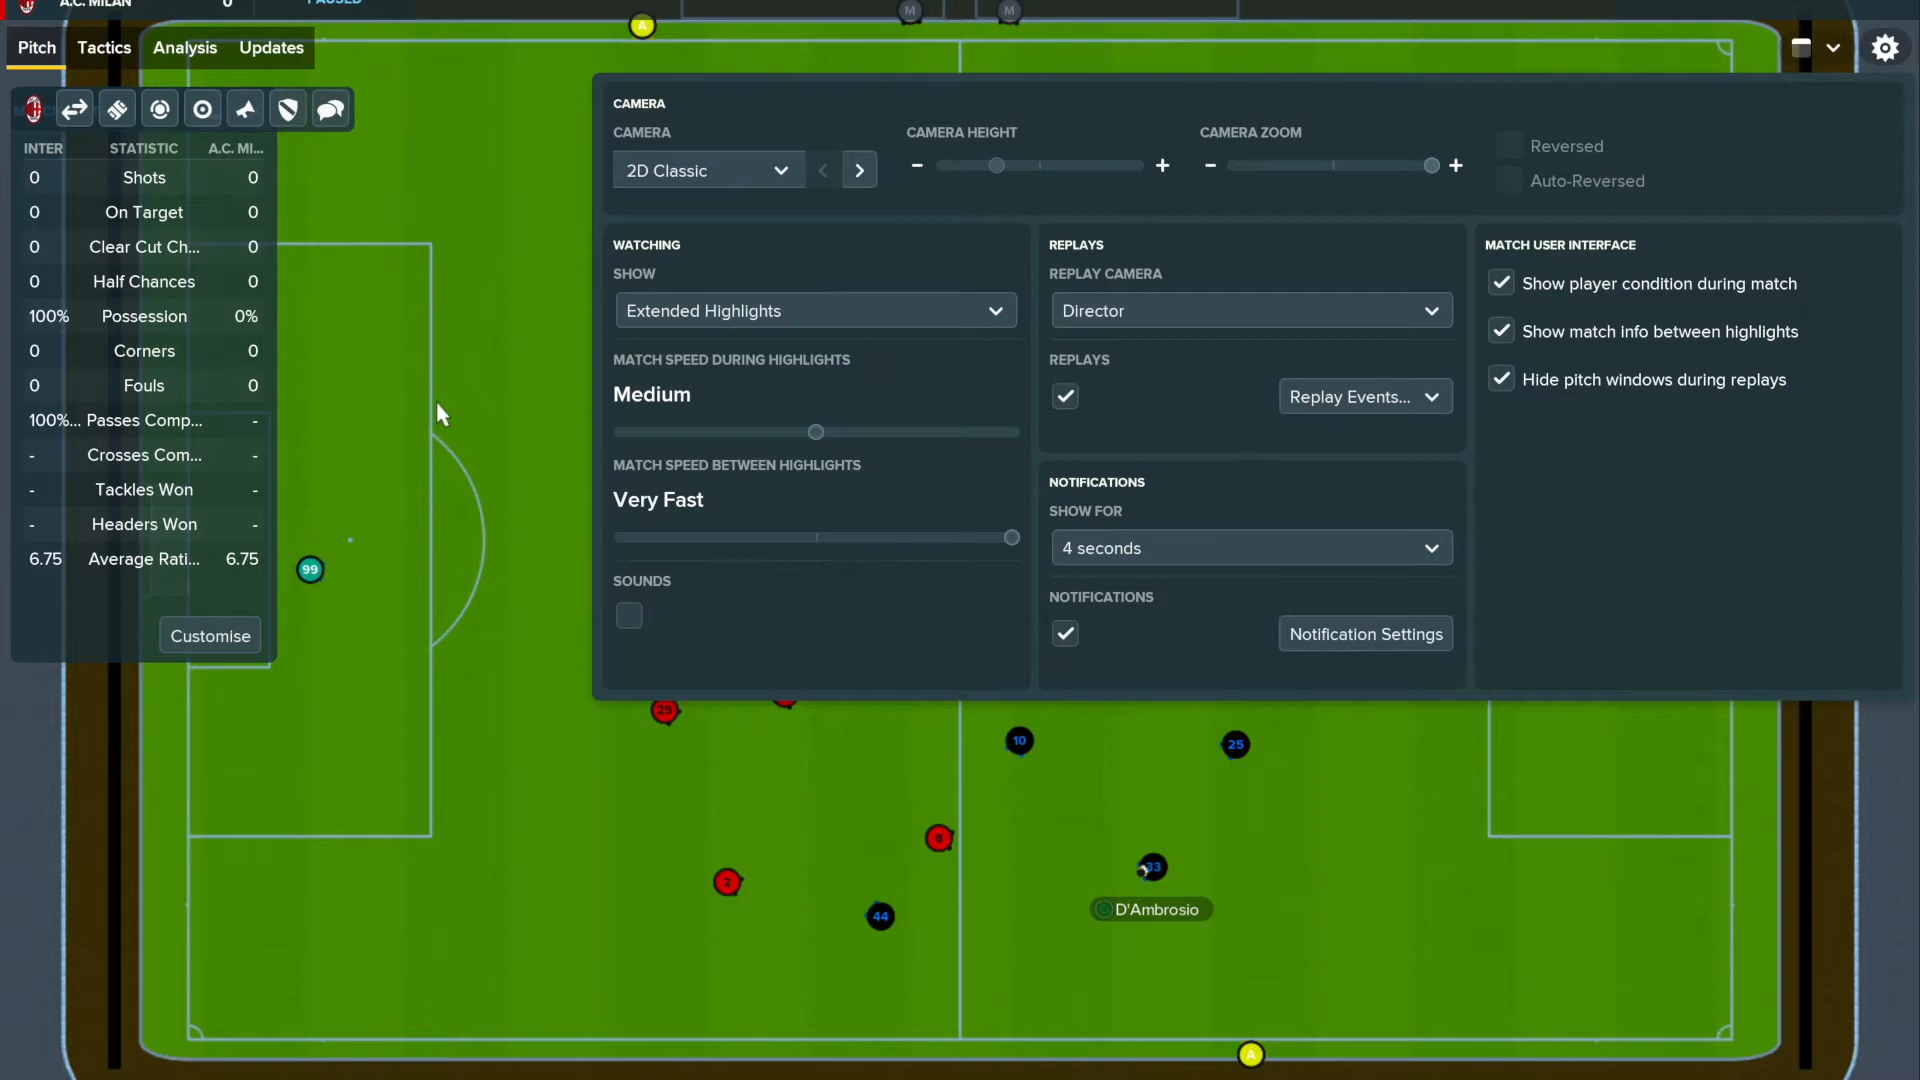 A.C. MILAN 0 PAUSED
M M
A
Pitch Tactics Analysis Updates
INTER STATISTIC A.C. MI...
0 Shots 0
0 On Target 0
0 Clear Cut Ch... 0
0 Half Chances 0
100% Possession 0%
0 Corners 0
0 Fouls 0
100%... Passes Comp... -
- Crosses Com... -
- Tackles Won -
- Headers Won -
6.75 Average Rati... 6.75
Customise
99
CAMERA
CAMERA
2D Classic
CAMERA HEIGHT
- +
CAMERA ZOOM
- +
Reversed
Auto-Reversed
WATCHING
SHOW
Extended Highlights
MATCH SPEED DURING HIGHLIGHTS
Medium
MATCH SPEED BETWEEN HIGHLIGHTS
Very Fast
SOUNDS
REPLAYS
REPLAY CAMERA
Director
REPLAYS
Replay Events...
NOTIFICATIONS
SHOW FOR
4 seconds
NOTIFICATIONS
Notification Settings
MATCH USER INTERFACE
Show player condition during match
Show match info between highlights
Hide pitch windows during replays
29
10
25
8
33
2
D'Ambrosio
44
A